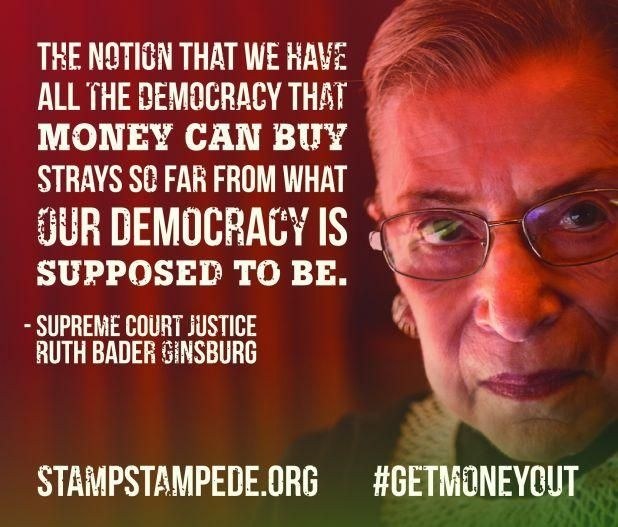 THE NOTION THAT WE HAVE
ALL THE DEMOCRACY THAT
MONEY CAN BUY
STRAYS SO FAR FROM WHAT
OUR DEMOCRACY IS
SUPPOSED TO BE.
- SUPREME COURT JUSTICE
RUTH BADER GINSBURG
STAMPSTAMPEDE.ORG #GETMONEYOUT